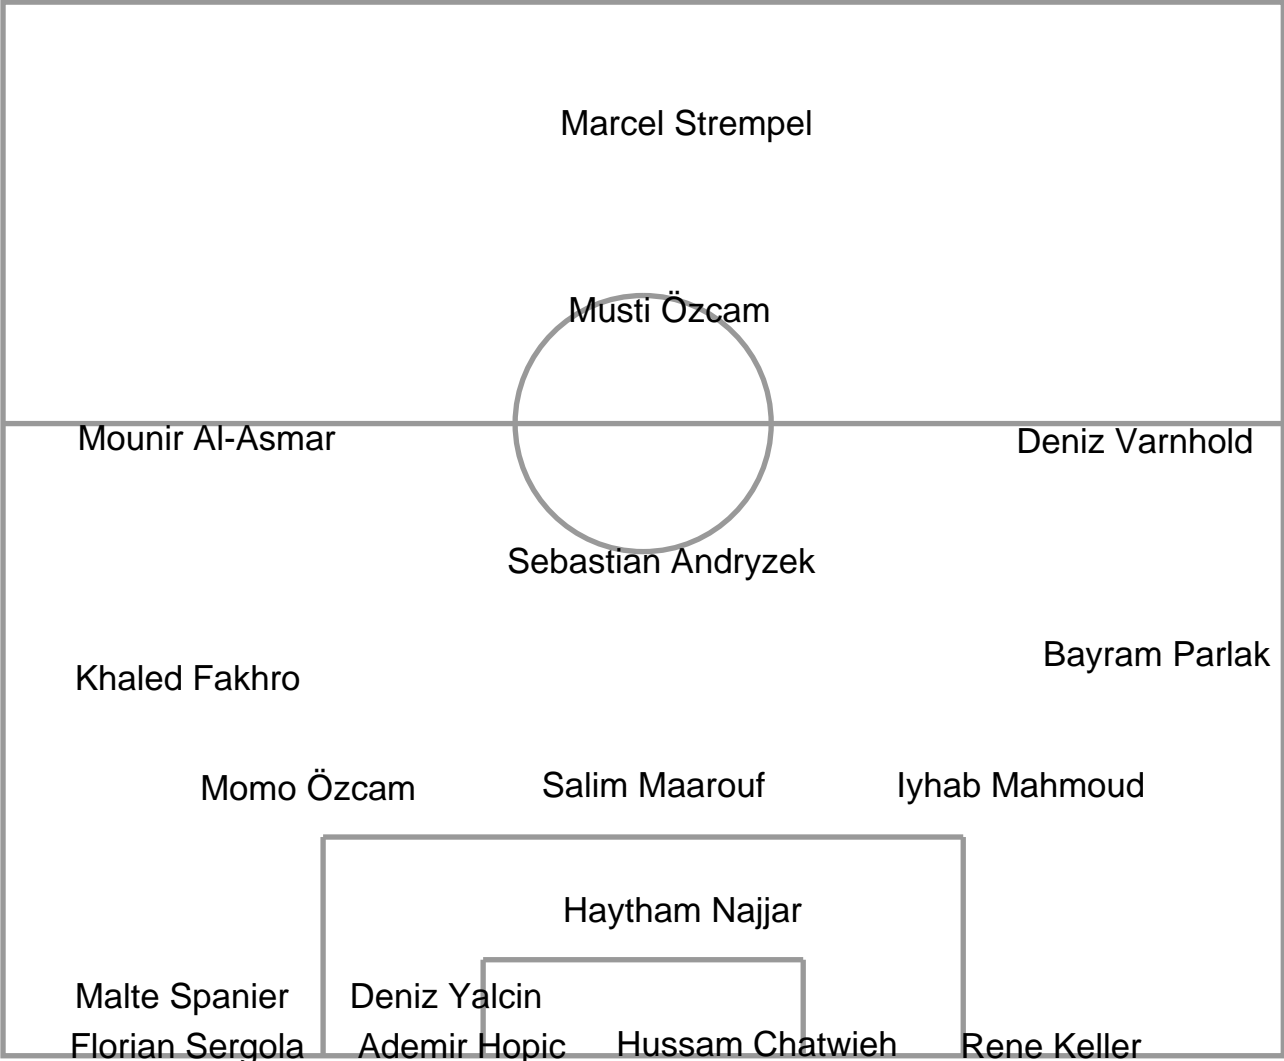 Marcel Strempel
Musti Özcam
Mounir Al-Asmar
Deniz Varnhold
Sebastian Andryzek
Bayram Parlak
Khaled Fakhro
Momo Özcam
Salim Maarouf
Iyhab Mahmoud
Haytham Najjar
Malte Spanier
Deniz Yalcin
Florian Sergola
Ademir Hopic
Hussam Chatwieh
Rene Keller